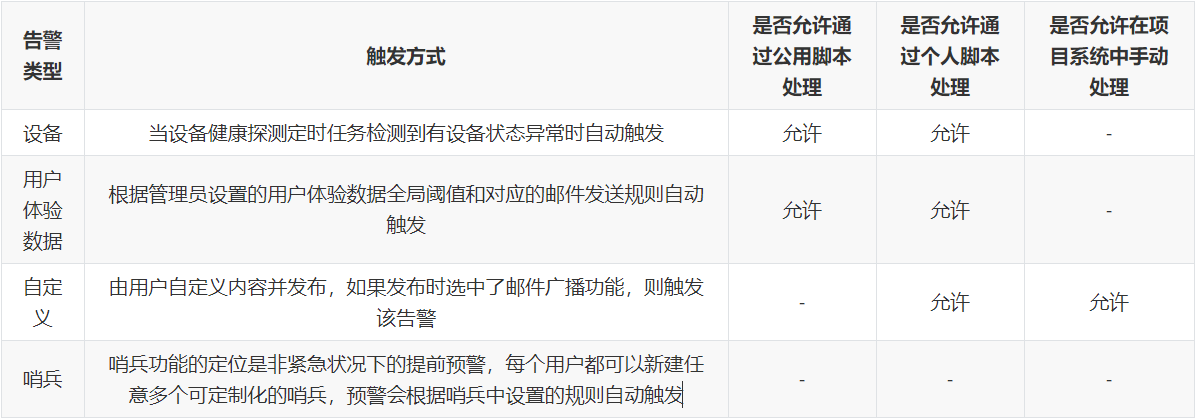 告警
类型
触发方式
是否允许通
过公用脚本
处理
是否允许通
过个人脚本
处理
是否允许在项
目系统中手动
处理
设备
当设备健康探测定时任务检测到有设备状态异常时自动触发
允许
允许
-
用户
体验
数据
根据管理员设置的用户体验数据全局阈值和对应的邮件发送规则自动
触发
允许
允许
-
自定
义
由用户自定义内容并发布，如果发布时选中了邮件广播功能，则触发
该告警
-
允许
允许
哨兵
哨兵功能的定位是非紧急状况下的提前预警，每个用户都可以新建任
意多个可定制化的哨兵，预警会根据哨兵中设置的规则自动触发
-
-
-